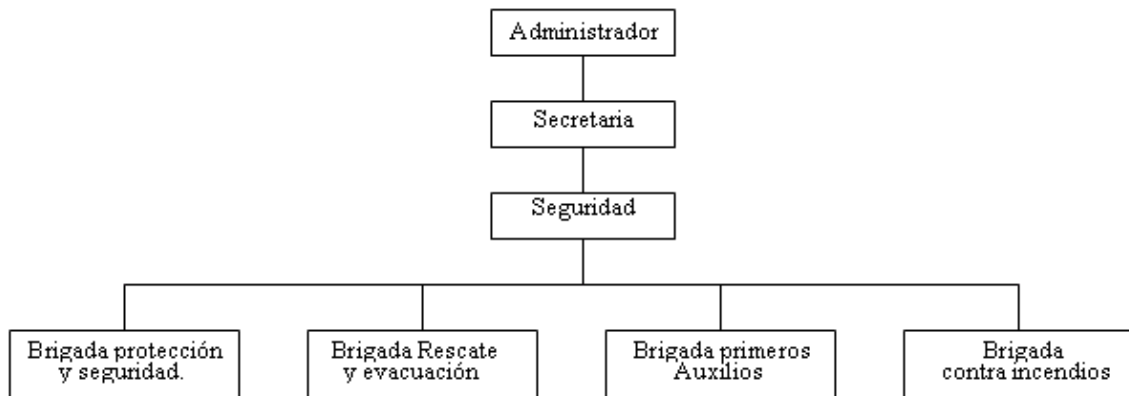 Administrador
Secretaria
Seguridad
Brigada protección
y seguridad.
Brigada Rescate
y evacuación
Brigada primeros
Auxilios
Brigada
contra incendios